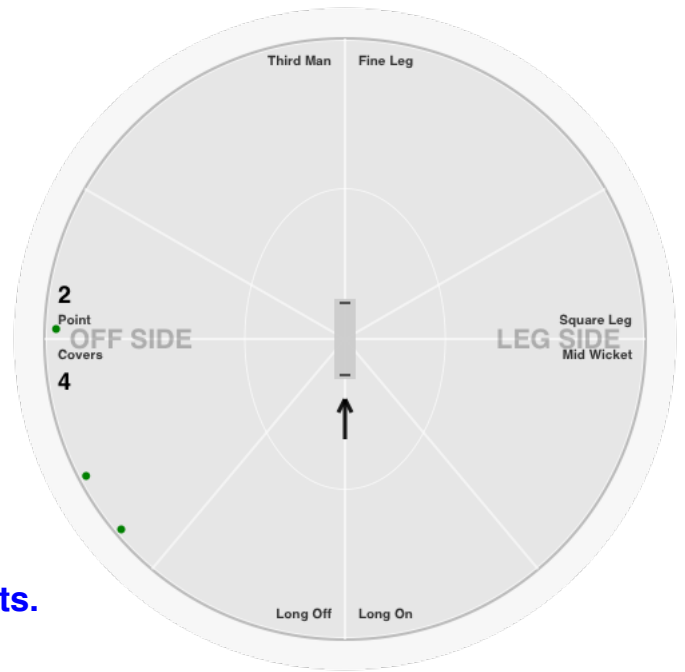 Third Man
Fine Leg
2
Point
OFF SIDE
Covers
4
Square Leg
LEG SIDE
Mid Wicket
ts.
Long Off
Long On